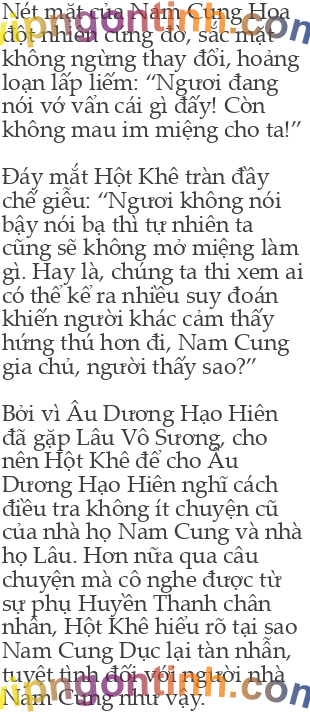 Nét mặt của Nam Cung Hoa
đột nhiên cứng đờ, sắc mặt
không ngừng thay đổi, hoảng
loạn lấp liếm: “Ngươi đang
nói vớ vẩn cái gì đấy! Còn
không mau im miệng cho ta!”

Đáy mắt Hột Khê tràn đầy
chế giễu: “Ngươi không nói
bậy nói bạ thì tự nhiên ta
cũng sẽ không mở miệng làm
gì. Hay là, chúng ta thi xem ai
có thể kể ra nhiều suy đoán
khiến người khác cảm thấy
hứng thú hơn đi, Nam Cung
gia chủ, người thấy sao?”

Bởi vì Âu Dương Hạo Hiên
đã gặp Lâu Vô Sương, cho
nên Hột Khê để cho Âu
Dương Hạo Hiên nghĩ cách
điều tra không ít chuyện cũ
của nhà họ Nam Cung và nhà
họ Lâu. Hơn nữa qua câu
chuyện mà cô nghe được từ
sự phụ Huyền Thanh chân
nhân, Hột Khê hiểu rõ tại sao
Nam Cung Dục lại tàn nhẫn,
tuyệt tình đối với người nhà
Nam Cung như vậy.
vipngontinh.com
vipngontinh.com